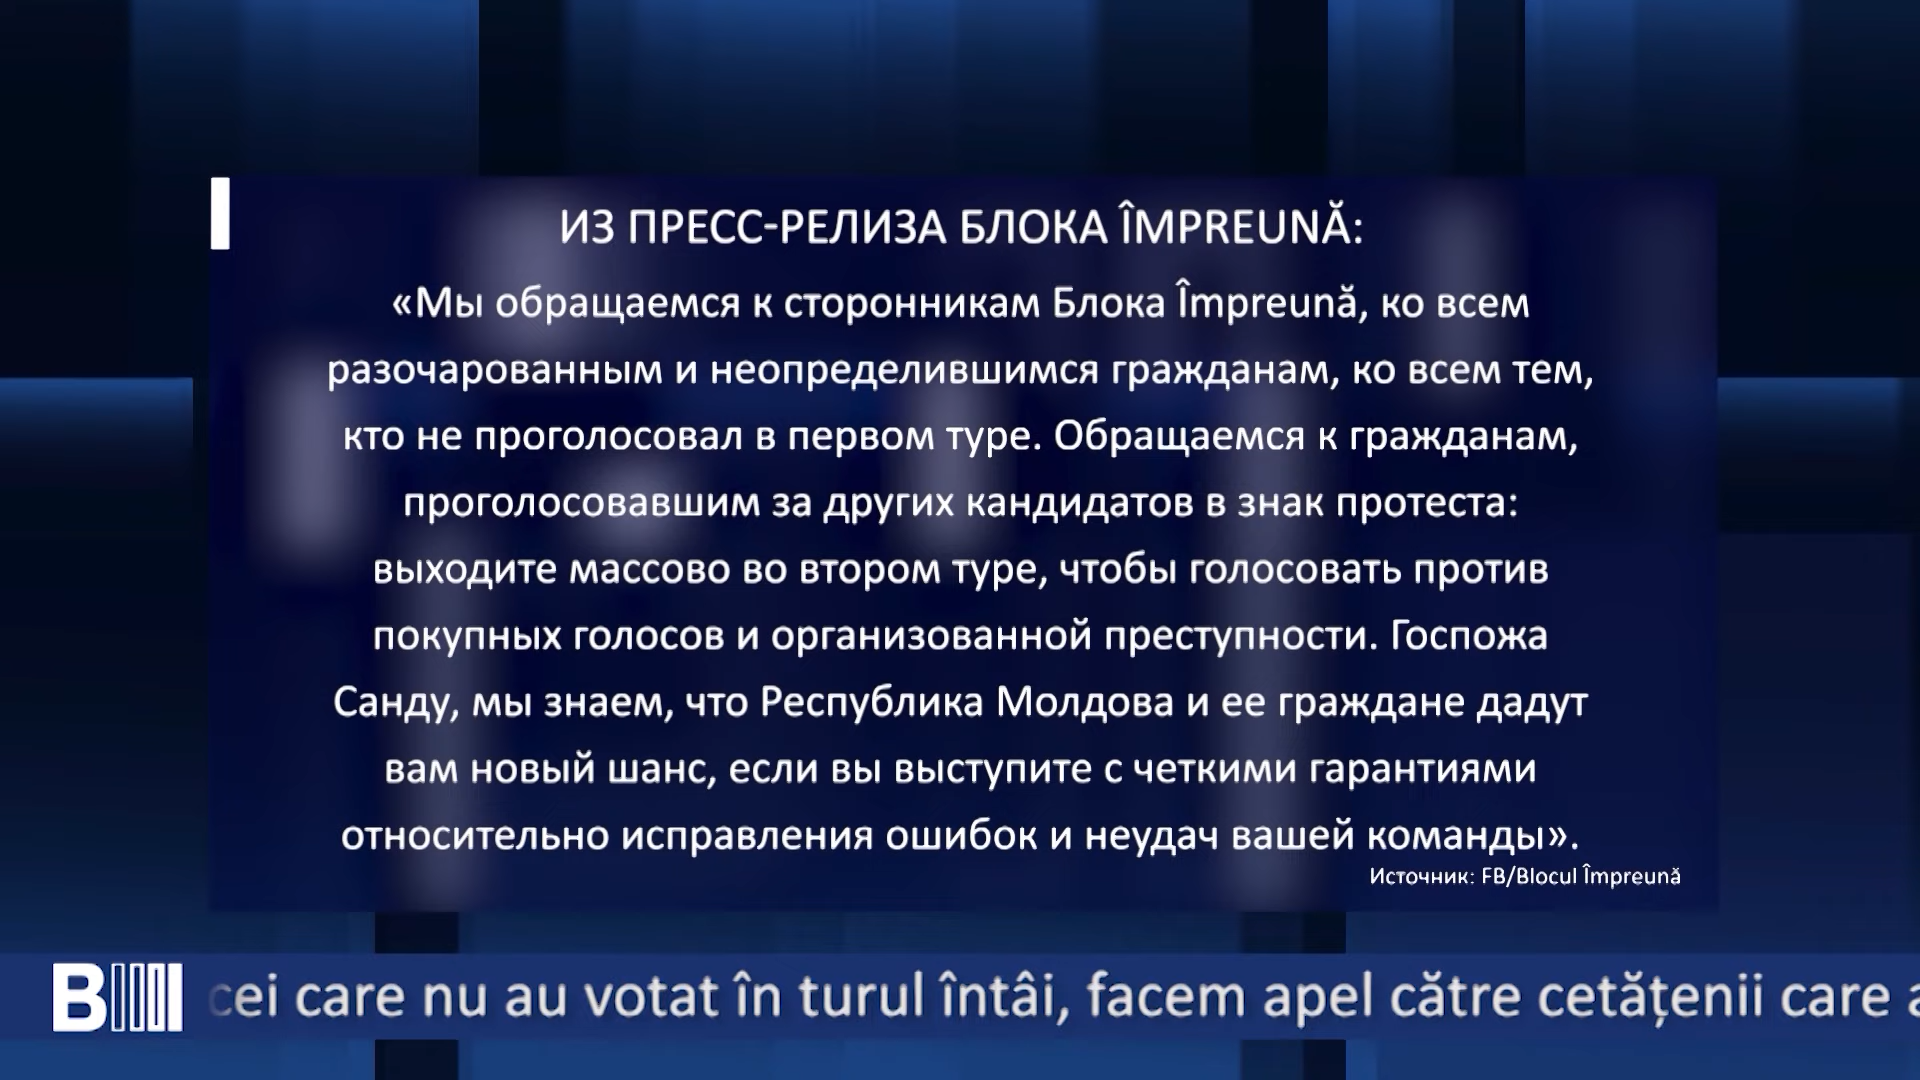 ИЗ ПРЕСС-РЕЛИЗА БЛОКА ÎMPREUNĂ:
«Мы обращаемся к сторонникам Блока Împreună, ко всем
разочарованным и неопределившимся гражданам, ко всем тем,
кто не проголосовал в первом туре. Обращаемся к гражданам,
проголосовавшим за других кандидатов в знак протеста:
выходите массово во втором туре, чтобы голосовать против
покупных голосов и организованной преступности. Госпожа
Санду, мы знаем, что Республика Молдова и ее граждане дадут
вам новый шанс, если вы выступите с четкими гарантиями
относительно исправления ошибок и неудач вашей команды».
Источник: FB/Blocul Împreună
B cei care nu au votat în turul întâi, facem apel către cetățenii care a